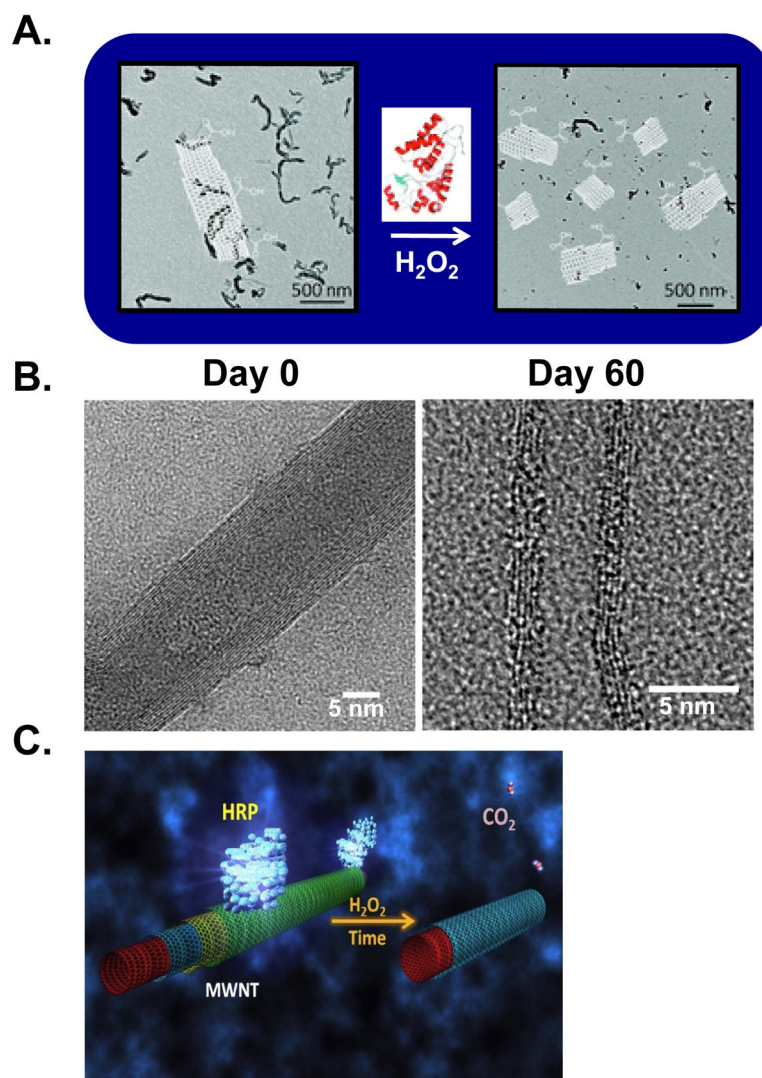 A.
500 nm
H₂O₂
500 nm
B.
Day 0
Day 60
5 nm
5 nm
C.
HRP
CO₂
H₂O₂
Time
MWNT